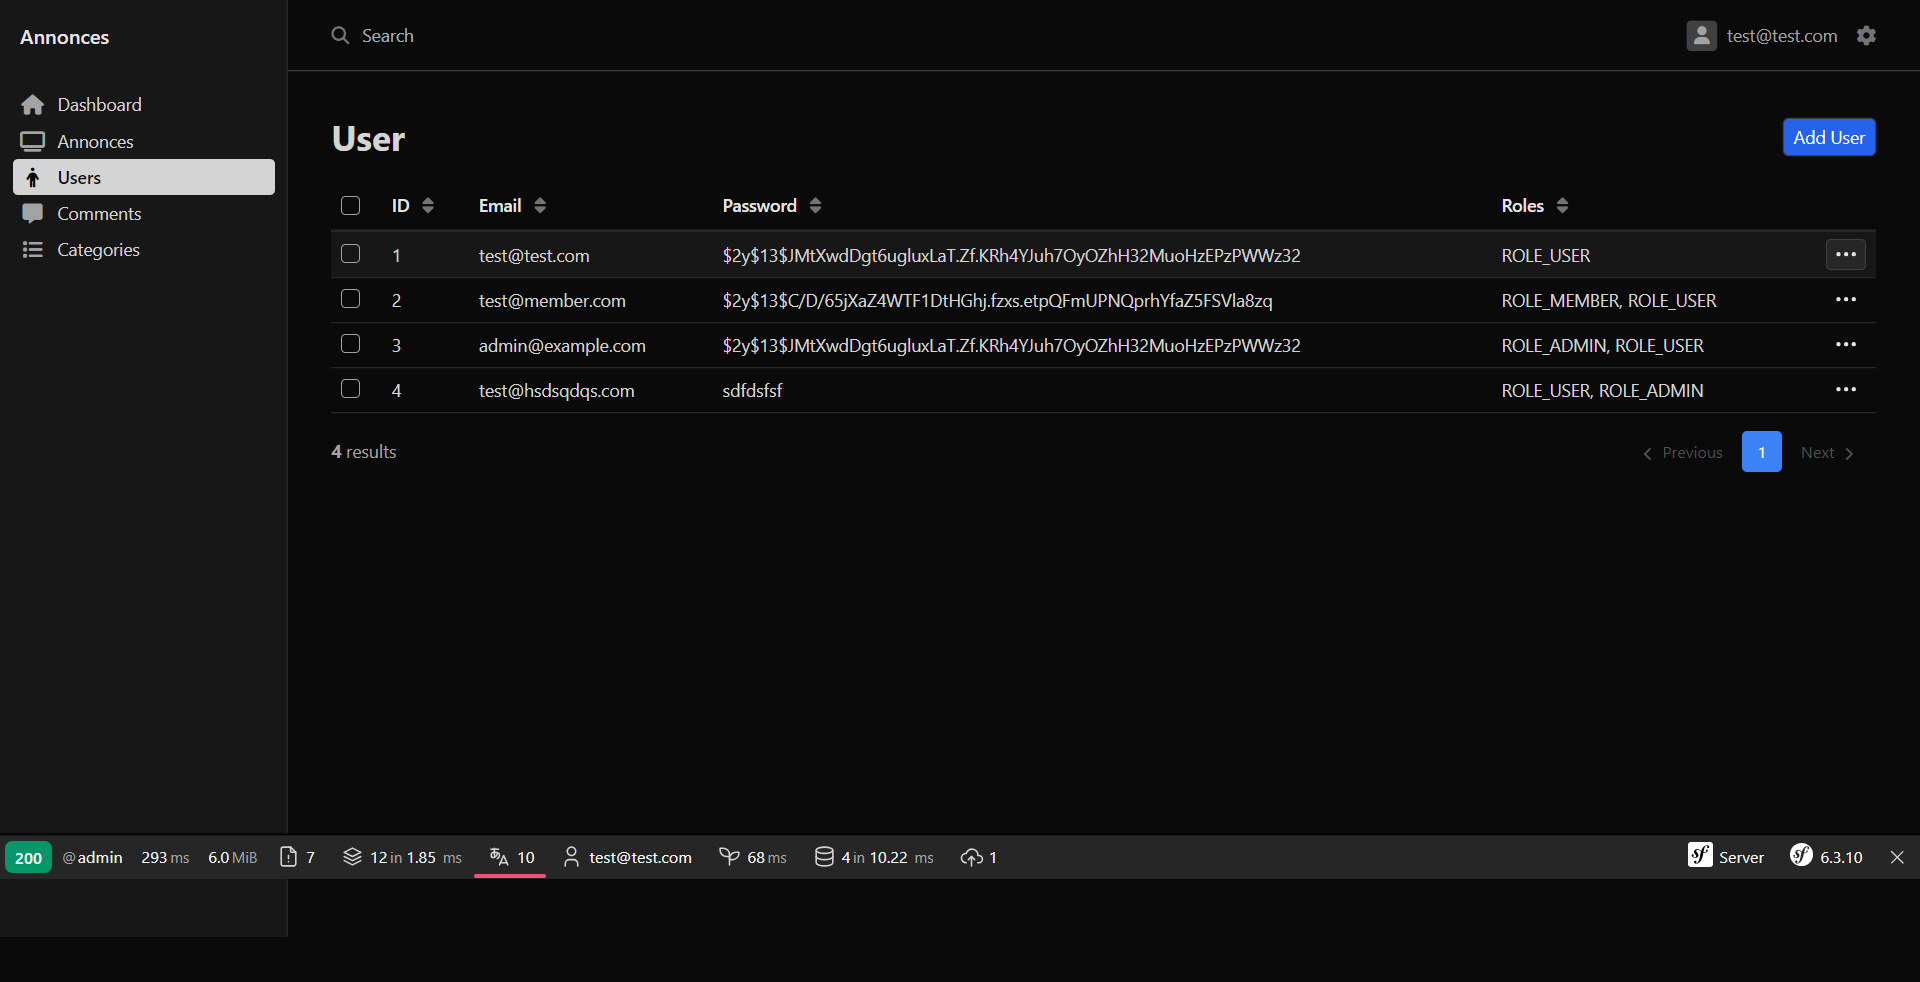 Annonces
Search
test@test.com
Dashboard
Annonces
Users
Comments
Categories
User
Add User
ID Email Password Roles
1 test@test.com $2y$13$JMtXwdDgt6ugluxLaT.Zf.KRh4YJuh7OyOZhH32MuoHzEPzPWWz32 ROLE_USER
2 test@member.com $2y$13$C/D/65jXaZ4WTF1DtHGhj.fzxs.etpQFmUPNQprhYfaZ5FSVla8zq ROLE_MEMBER, ROLE_USER
3 admin@example.com $2y$13$JMtXwdDgt6ugluxLaT.Zf.KRh4YJuh7OyOZhH32MuoHzEPzPWWz32 ROLE_ADMIN, ROLE_USER
4 test@hsdsqdqs.com sdfdsfsf ROLE_USER, ROLE_ADMIN
4 results
Previous 1 Next
200 @admin 293 ms 6.0 MiB 7 12 in 1.85 ms 10 test@test.com 68 ms 4 in 10.22 ms 1 Server 6.3.10